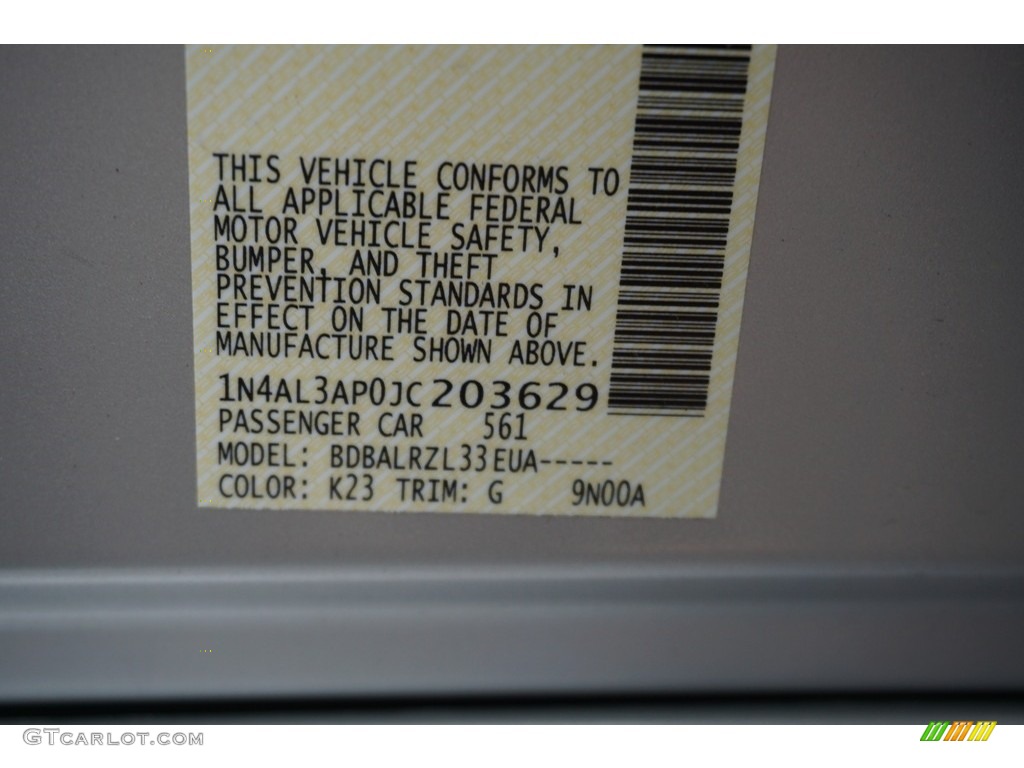 THIS VEHICLE CONFORMS TO
ALL APPLICABLE FEDERAL
MOTOR VEHICLE SAFETY,
BUMPER, AND THEFT
PREVENTION STANDARDS IN
EFFECT ON THE DATE OF
MANUFACTURE SHOWN ABOVE.
1N4AL3AP0JC203629
PASSENGER CAR 561
MODEL: BDBALRZL33EUA-----
COLOR: K23 TRIM: G 9N00A
GTCARLOT.COM